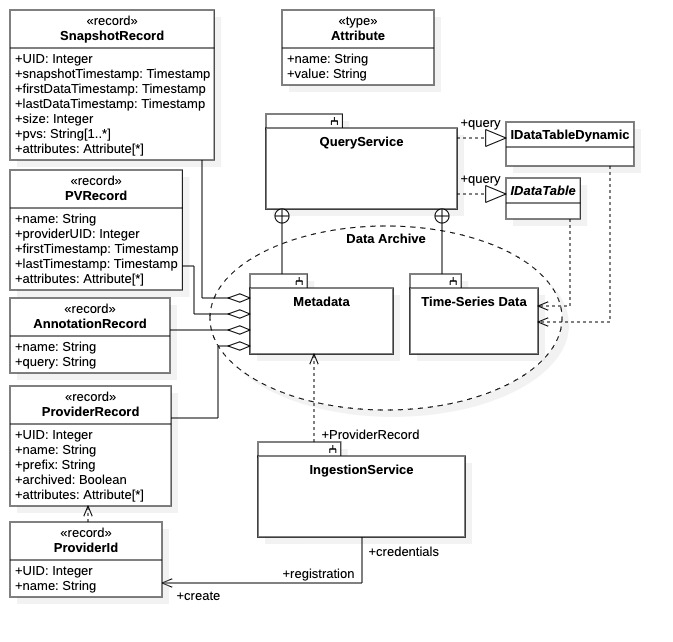 «record»
SnapshotRecord
+UID: Integer
+snapshotTimestamp: Timestamp
+firstDataTimestamp: Timestamp
+lastDataTimestamp: Timestamp
+size: Integer
+pvs: String[1..*]
+attributes: Attribute[*]
«type»
Attribute
+name: String
+value: String
QueryService
+query
IDataTableDynamic
+query
IDataTable
«record»
PVRecord
+name: String
+providerUID: Integer
+firstTimestamp: Timestamp
+lastTimestamp: Timestamp
+attributes: Attribute[*]
Data Archive
Metadata
Time-Series Data
«record»
AnnotationRecord
+name: String
+query: String
«record»
ProviderRecord
+UID: Integer
+name: String
+prefix: String
+archived: Boolean
+attributes: Attribute[*]
+ProviderRecord
IngestionService
«record»
ProviderId
+UID: Integer
+name: String
+credentials
+registration
+create